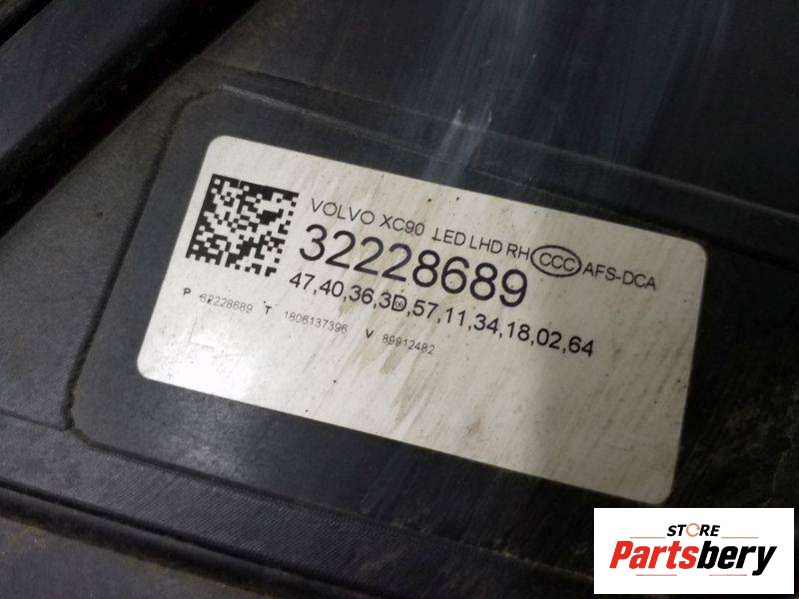 VOLVO XC90 LED LHD RH CCC AFS-DCA
32228689
47,40,36,3D,57,11,34,18,02,64
P 32228689 T 1806137396 V 89912482
STORE
Partsbery